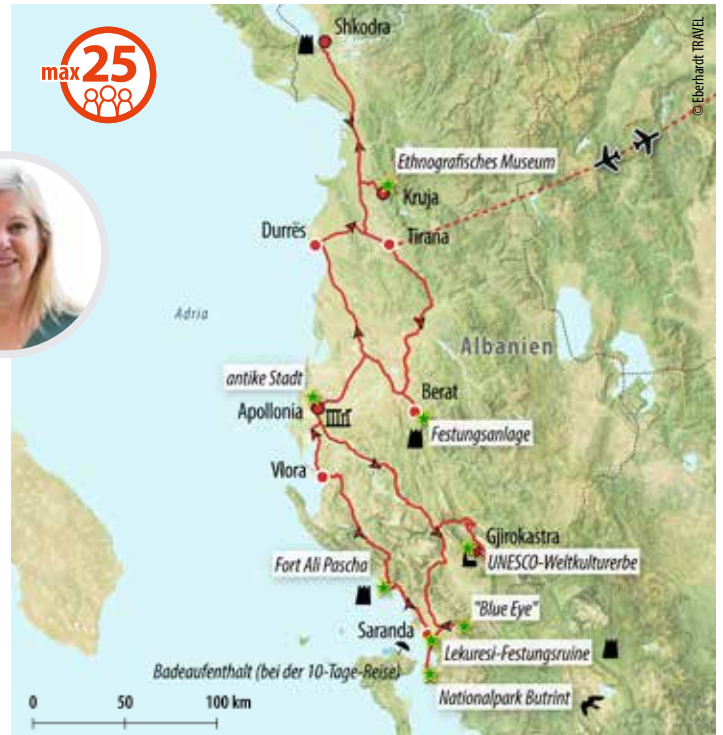 Shkodra
max 25
© Eberhardt TRAVEL
Ethnografisches Museum
Kruja
Durrës
Tirana
Adria
Albanien
antike Stadt
Berat
Apollonia
Festungsanlage
Vlora
Gjirokastra
UNESCO-Weltkulturerbe
Fort Ali Pascha
"Blue Eye"
Saranda
Lekuresi-Festungsruine
Badeaufenthalt (bei der 10-Tage-Reise)
Nationalpark Butrint
0 50 100 km